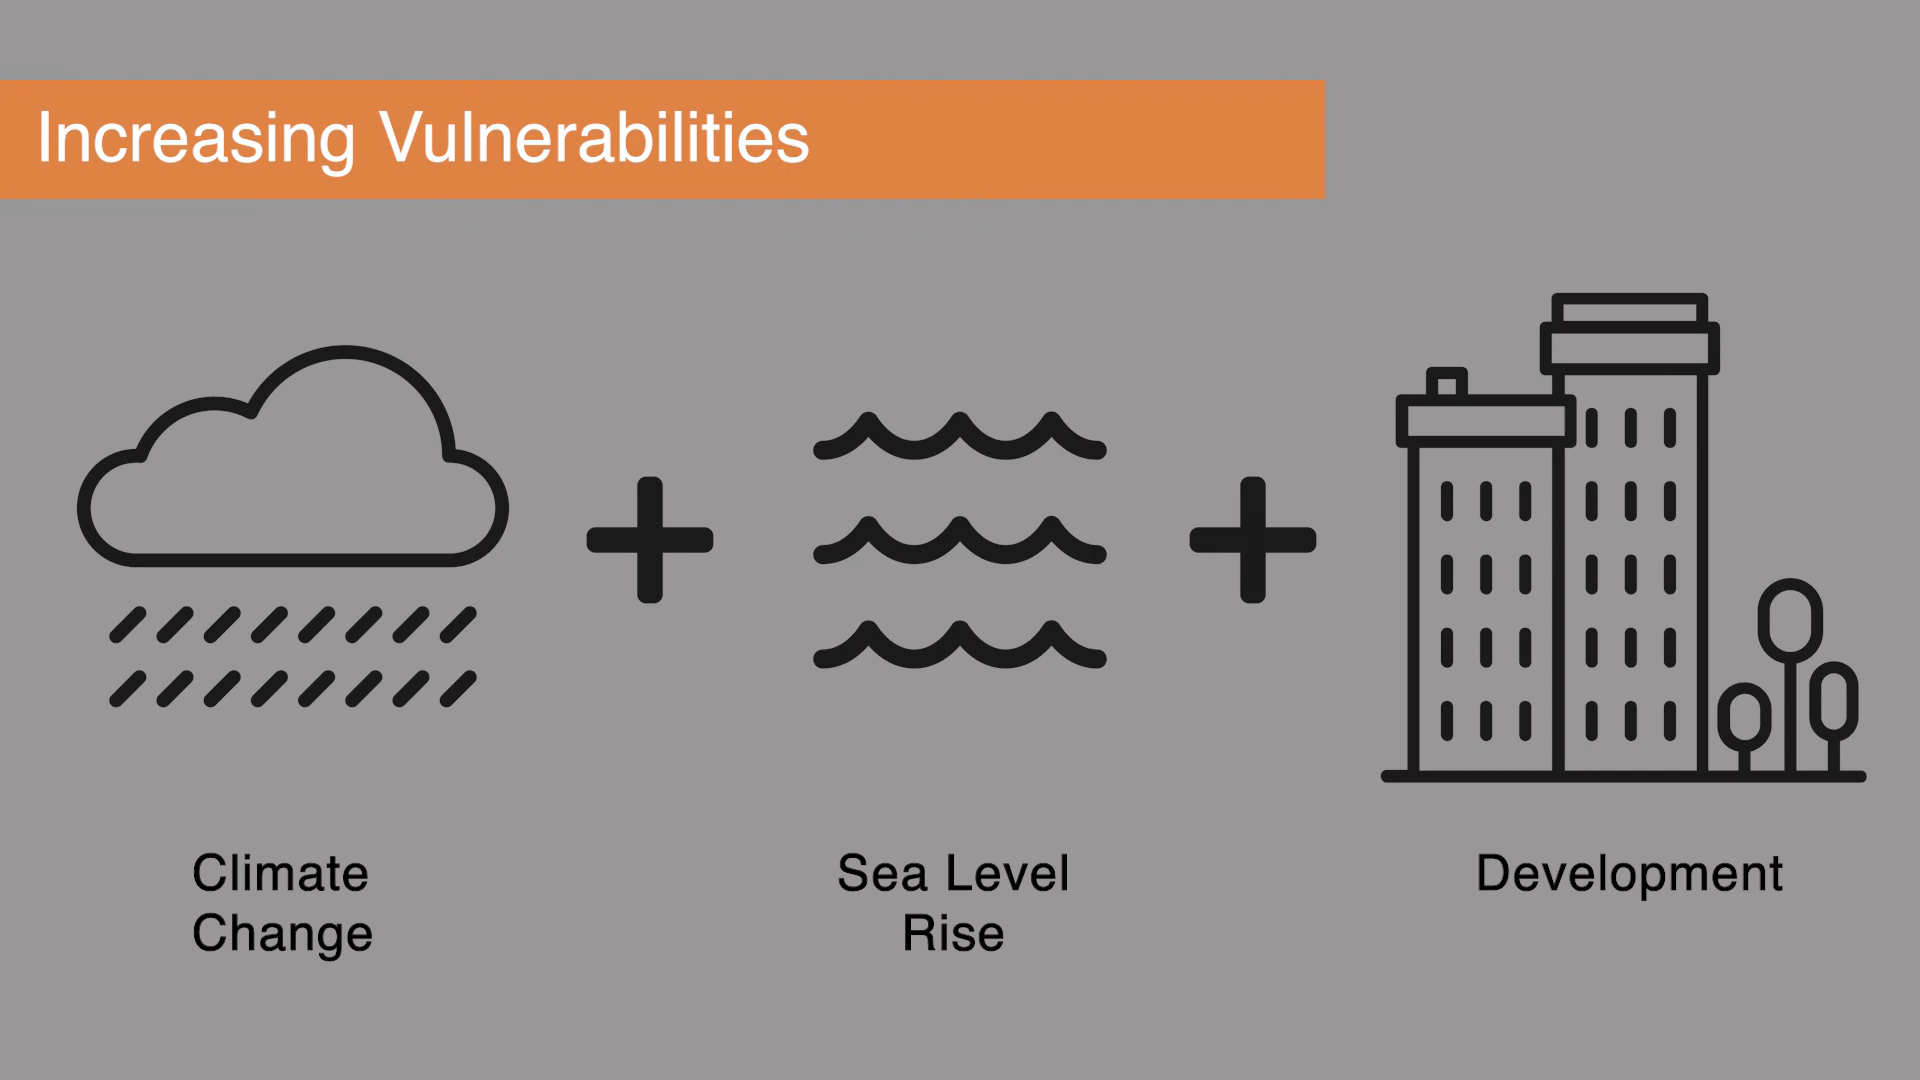 Increasing Vulnerabilities
Climate
Change
Sea Level
Rise
Development